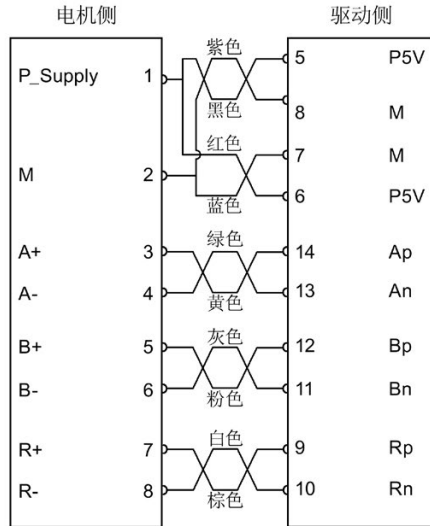 电机侧 驱动侧
紫色
5 P5V
P_Supply 1
黑色
8 M
红色
7 M
M 2
蓝色
6 P5V
绿色
A+ 3 14 Ap
A- 4 13 An
黄色
灰色
B+ 5 12 Bp
B- 6 11 Bn
粉色
白色
R+ 7 9 Rp
R- 8 10 Rn
棕色